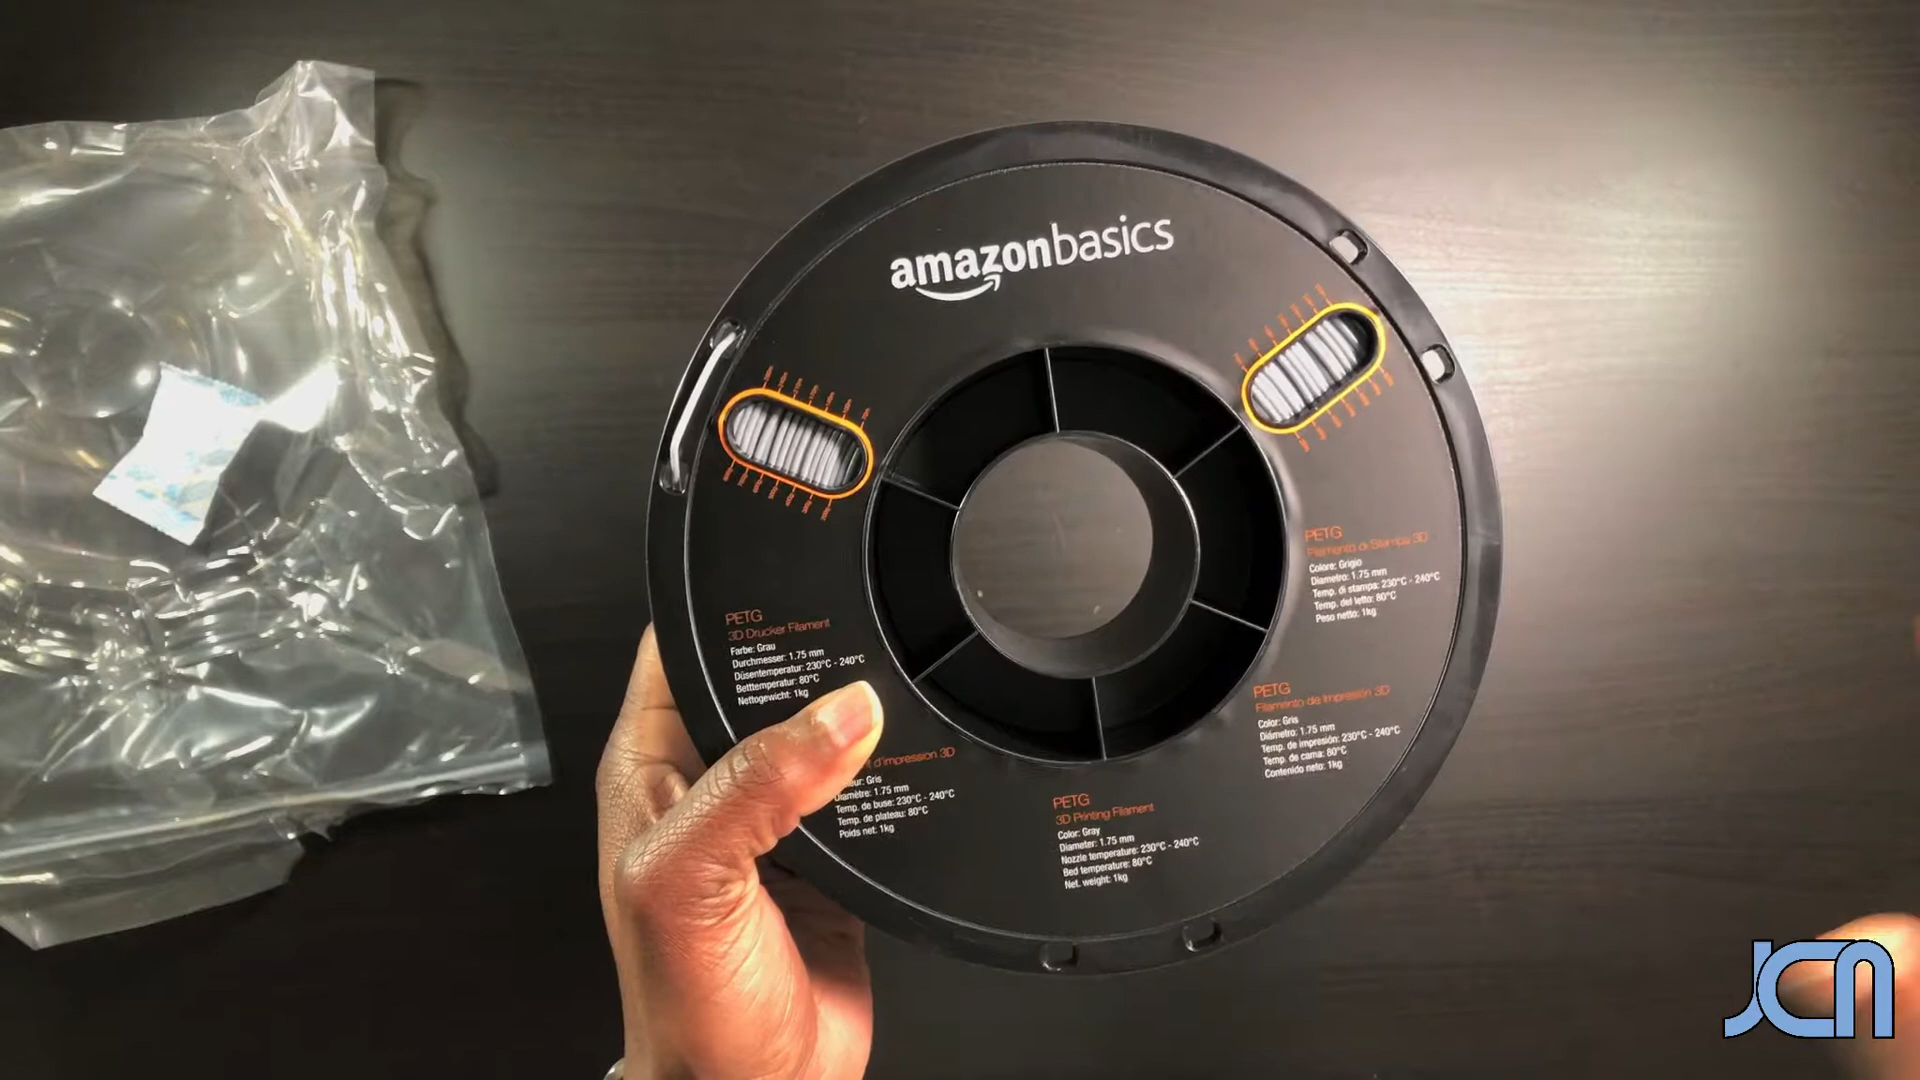 amazonbasics
PETG
3D Drucker Filament
Farbe: Grau
Durchmesser: 1.75 mm
Düsentemperatur: 230°C - 240°C
Betttemperatur: 80°C
Nettogewicht: 1kg
d'impression 3D
Gris
Diamètre: 1.75 mm
Temp. de buse: 230°C - 240°C
Temp. de plateau: 80°C
Poids net: 1kg
PETG
3D Printing Filament
Color: Gray
Diameter: 1.75 mm
Nozzle temperature: 230°C - 240°C
Bed temperature: 80°C
Net. weight: 1kg
PETG
Filamento de Impresión 3D
Color: Gris
Diámetro: 1.75 mm
Temp. de impresión: 230°C - 240°C
Temp. de cama: 80°C
Contenido neto: 1kg
PETG
Filamento di Stampa 3D
Colore: Grigio
Diametro: 1.75 mm
Temp. di stampa: 230°C - 240°C
Temp. del letto: 80°C
Peso netto: 1kg
JCN